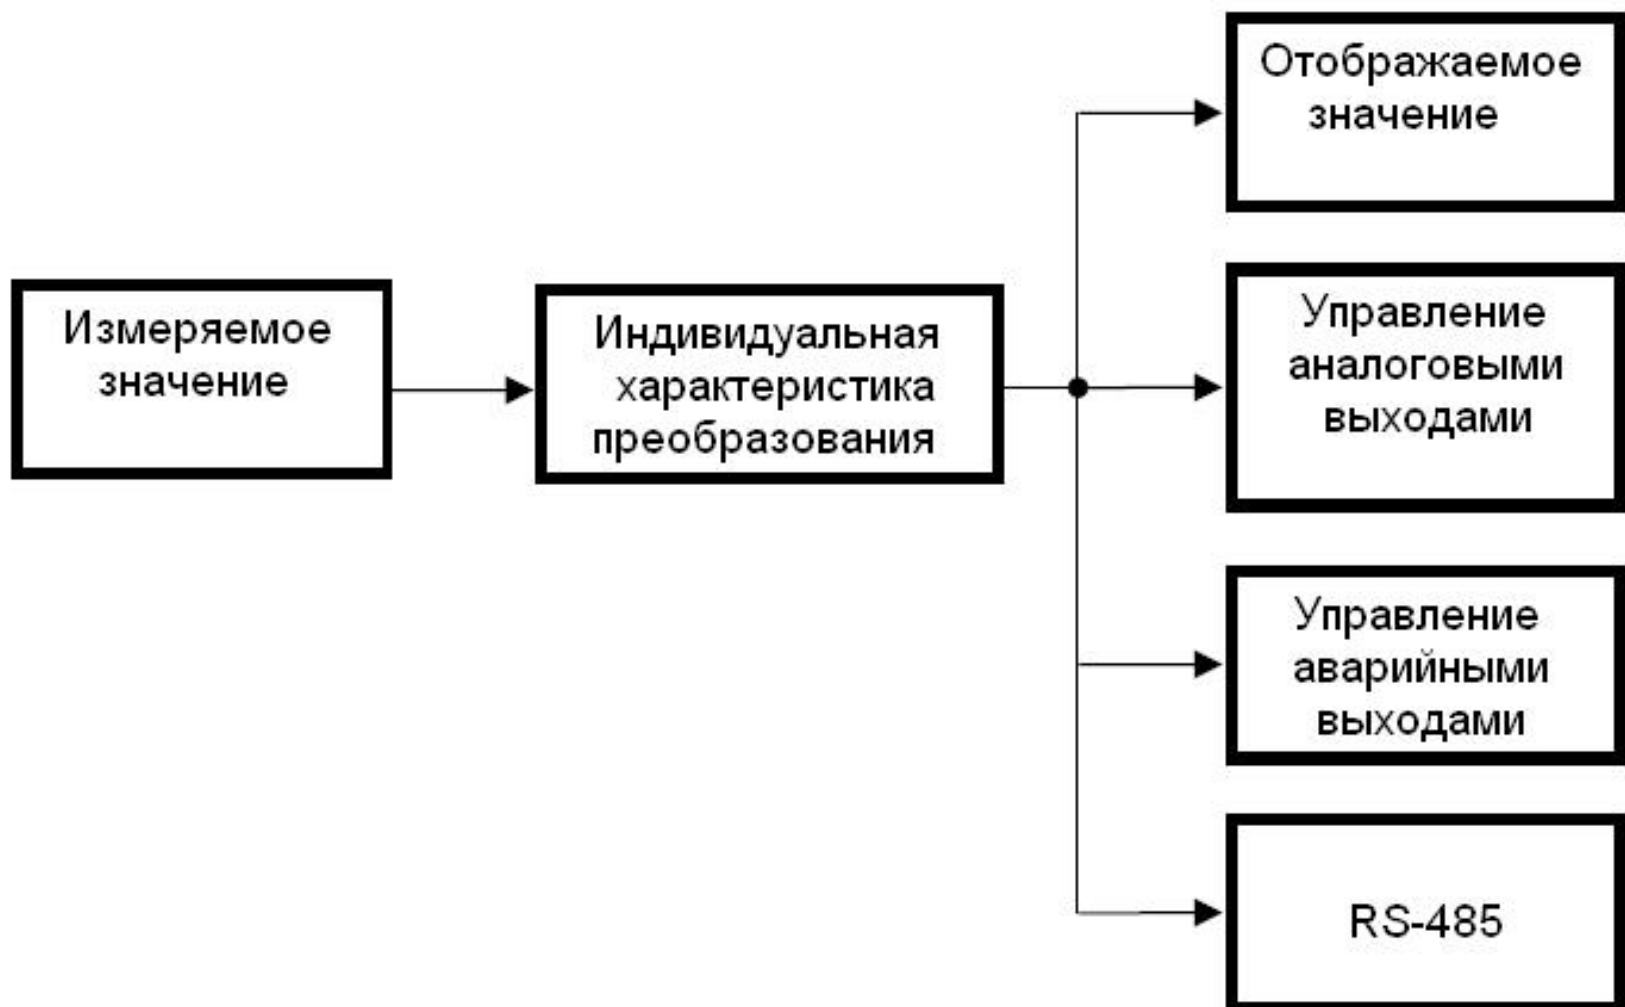 Отображаемое
значение
Измеряемое
значение
Индивидуальная
характеристика
преобразования
Управление
аналоговыми
выходами
Управление
аварийными
выходами
RS-485